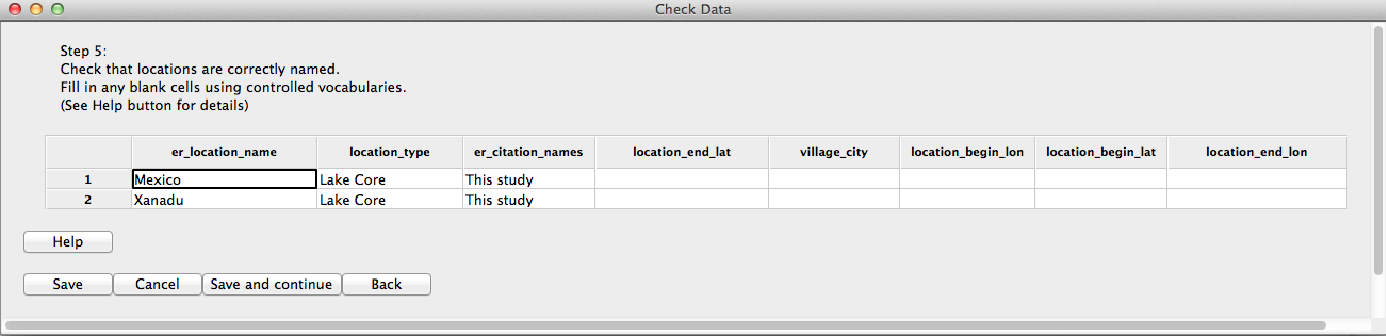 Check Data
Step 5:
Check that locations are correctly named.
Fill in any blank cells using controlled vocabularies.
(See Help button for details)
er_location_name location_type er_citation_names location_end_lat village_city location_begin_lon location_begin_lat location_end_lon
1 Mexico Lake Core This study
2 Xanadu Lake Core This study
Help
Save Cancel Save and continue Back